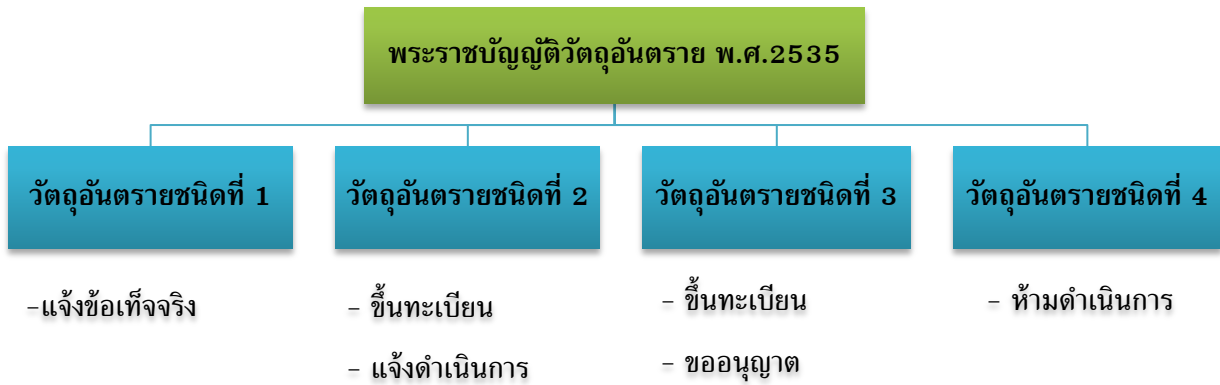 พระราชบัญญัติวัตถุอันตราย พ.ศ.2535
วัตถุอันตรายชนิดที่ 1
-แจ้งข้อเท็จจริง
วัตถุอันตรายชนิดที่ 2
- ขึ้นทะเบียน
- แจ้งดำเนินการ
วัตถุอันตรายชนิดที่ 3
- ขึ้นทะเบียน
- ขออนุญาต
วัตถุอันตรายชนิดที่ 4
- ห้ามดำเนินการ